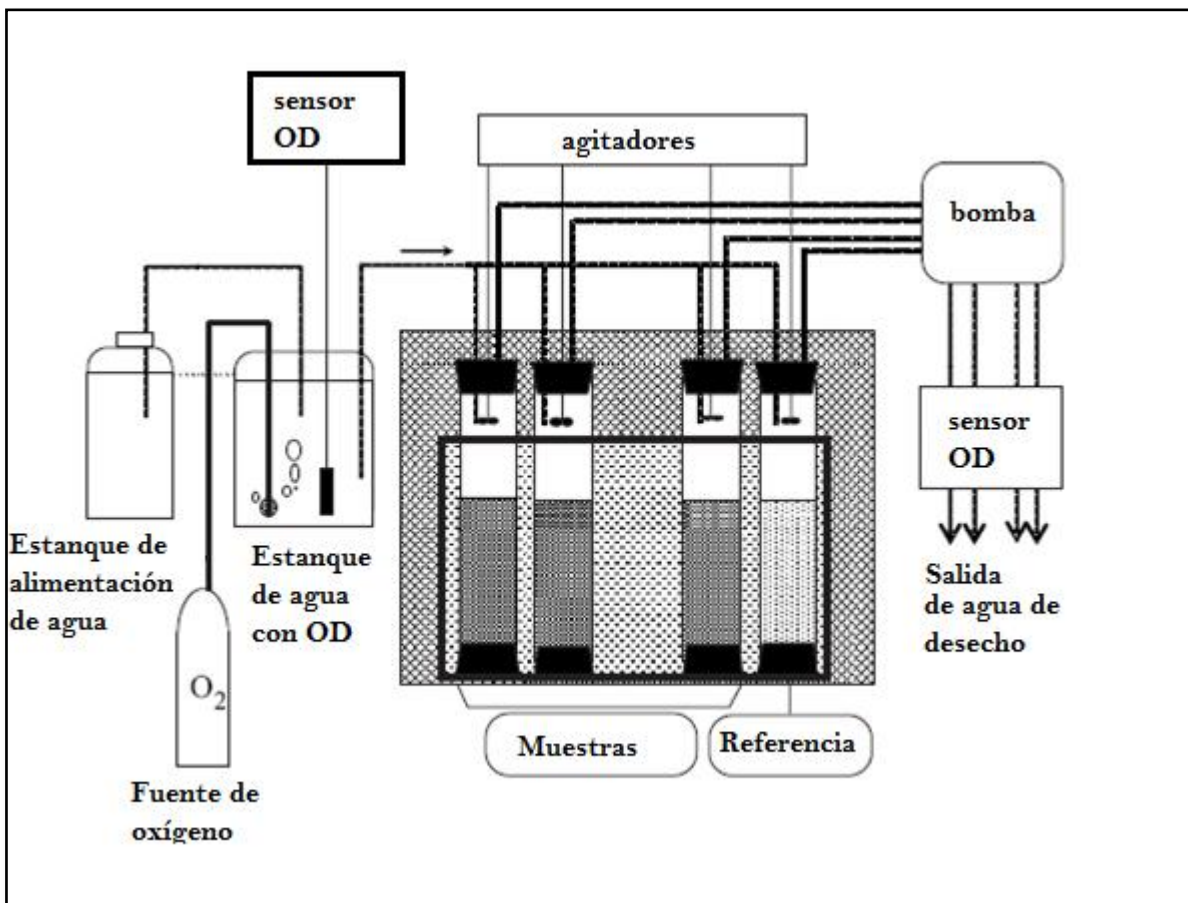 sensor
OD
agitadores
bomba
sensor
OD
Estanque de
alimentación
de agua
Estanque
de agua
con OD
Salida
de agua de
desecho
O2
Muestras
Referencia
Fuente de
oxígeno